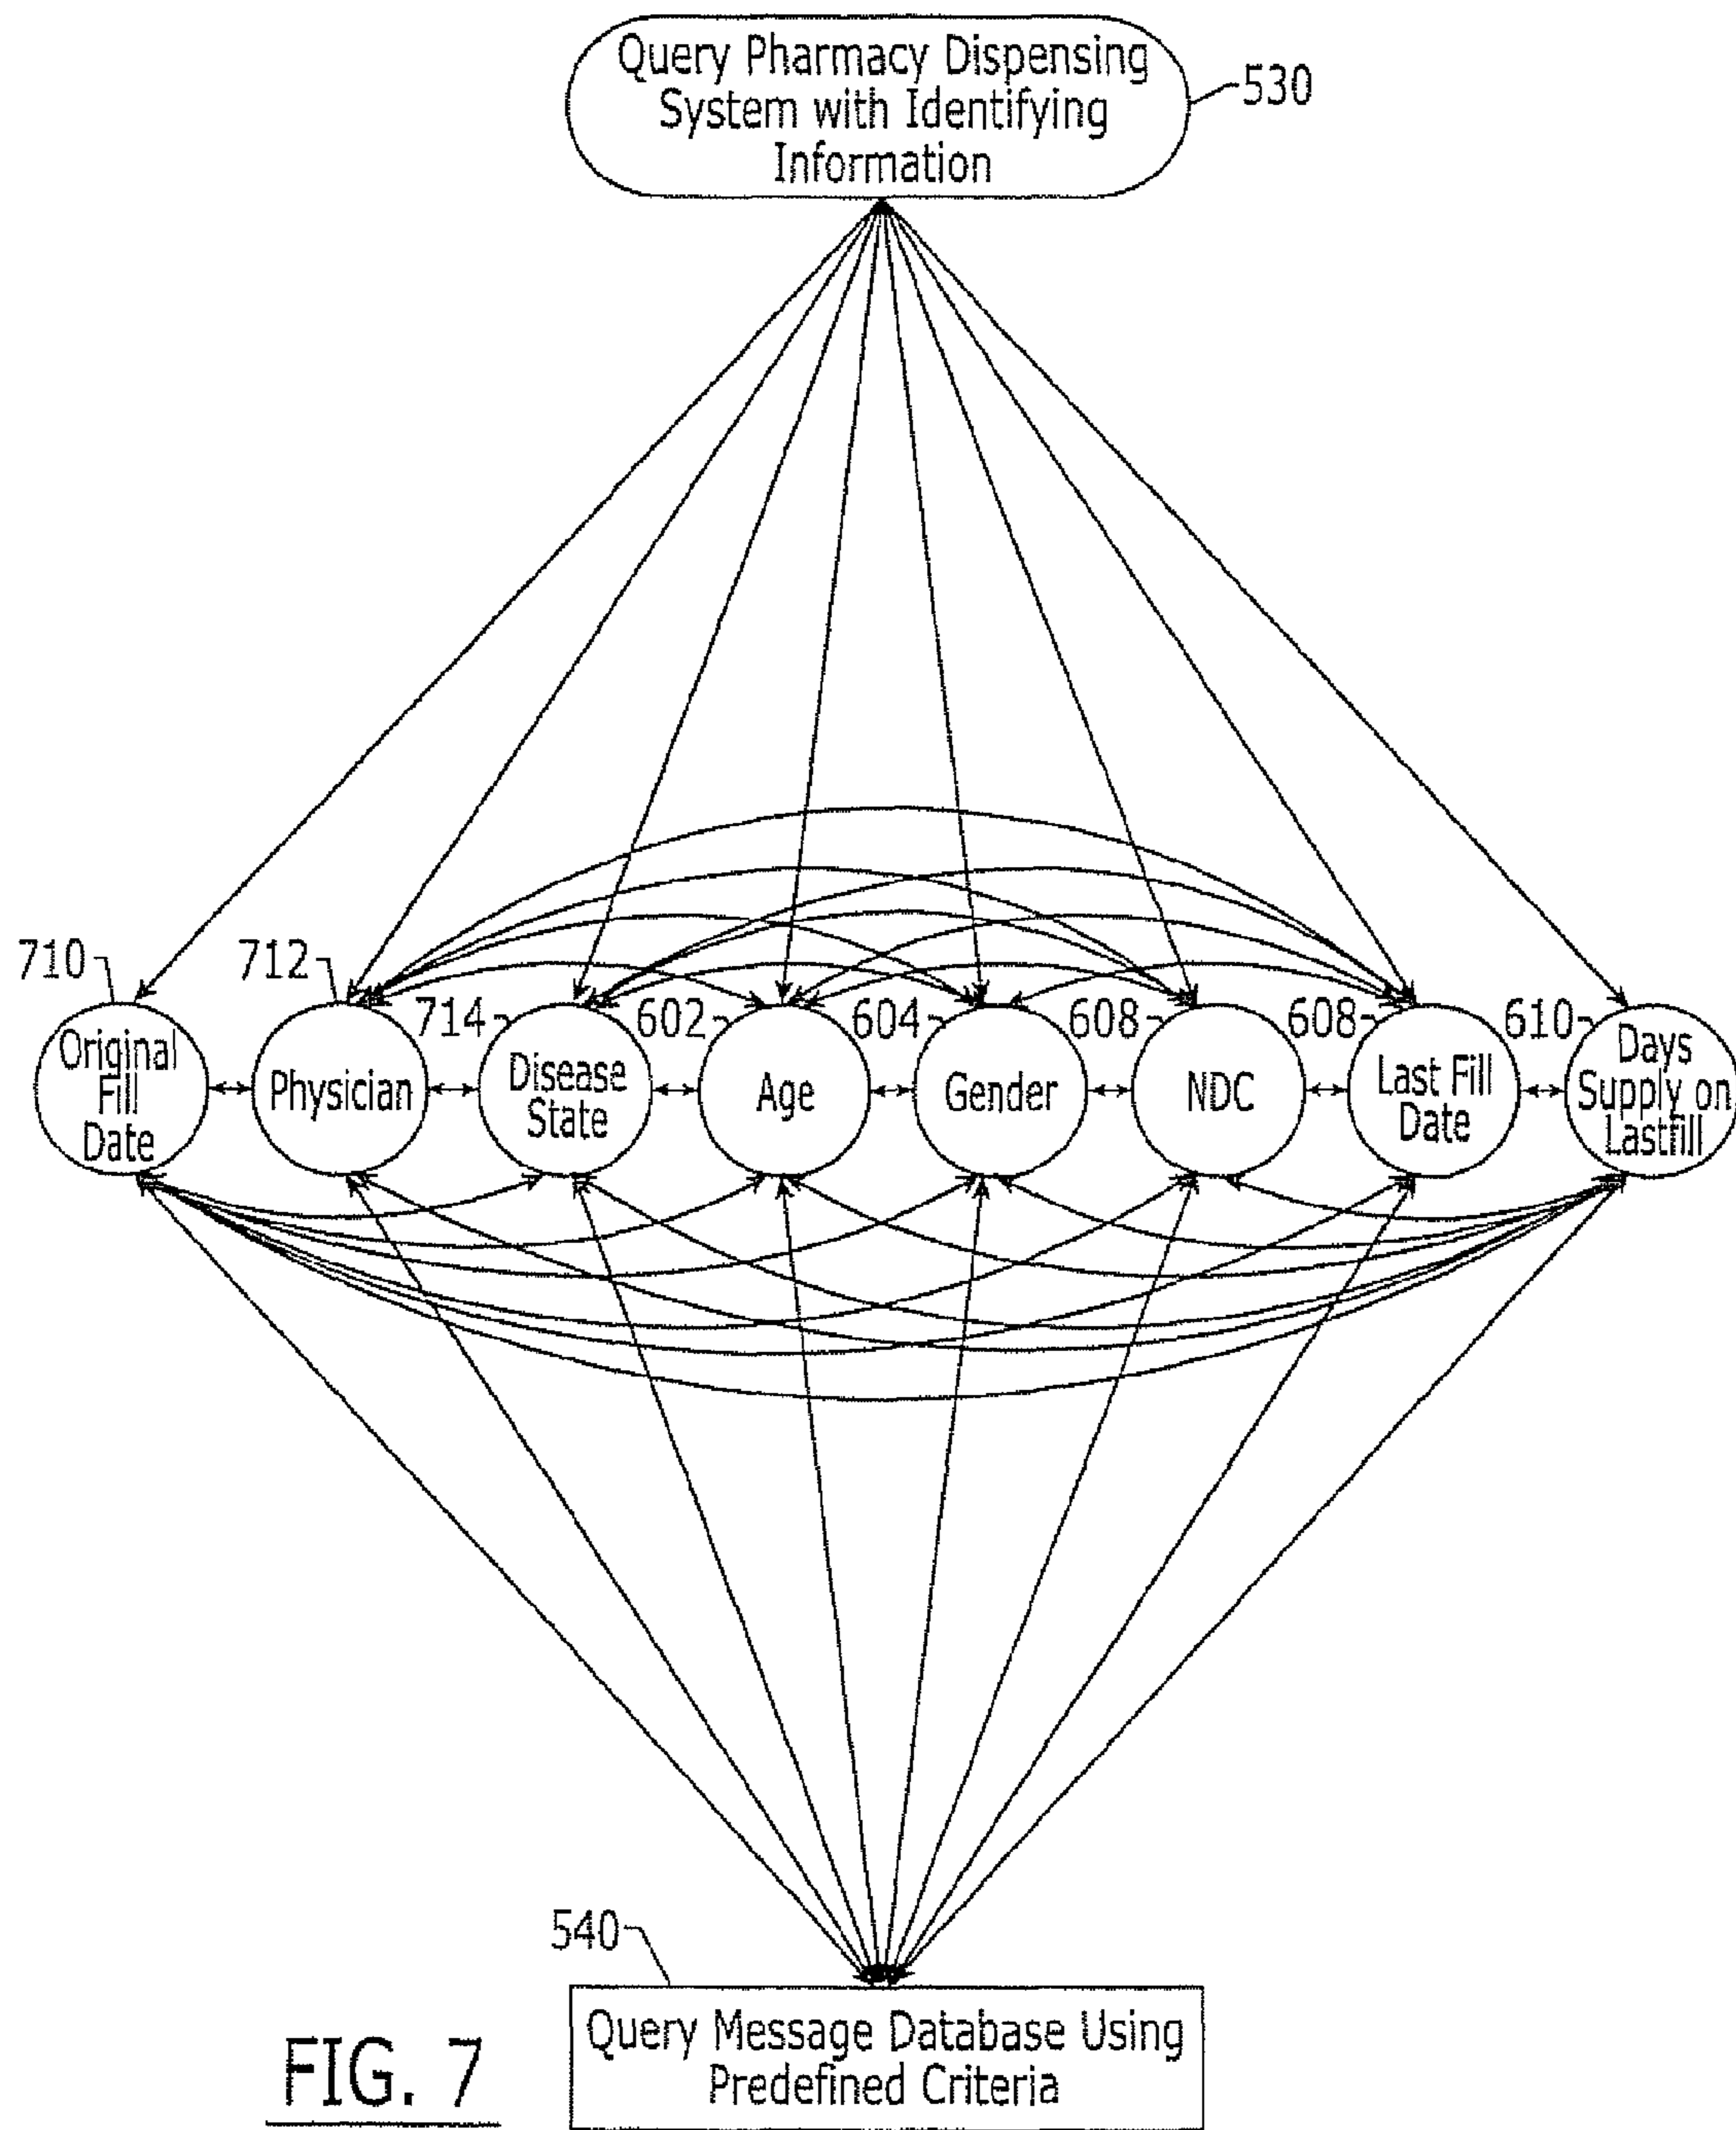 Query Pharmacy Dispensing
System with Identifying
Information
530
710
712
714
602
604
608
608
610
Original
Fill
Date
Physician
Disease
State
Age
Gender
NDC
Last Fill
Date
Days
Supply on
Lastfill
540
Query Message Database Using
Predefined Criteria
FIG. 7